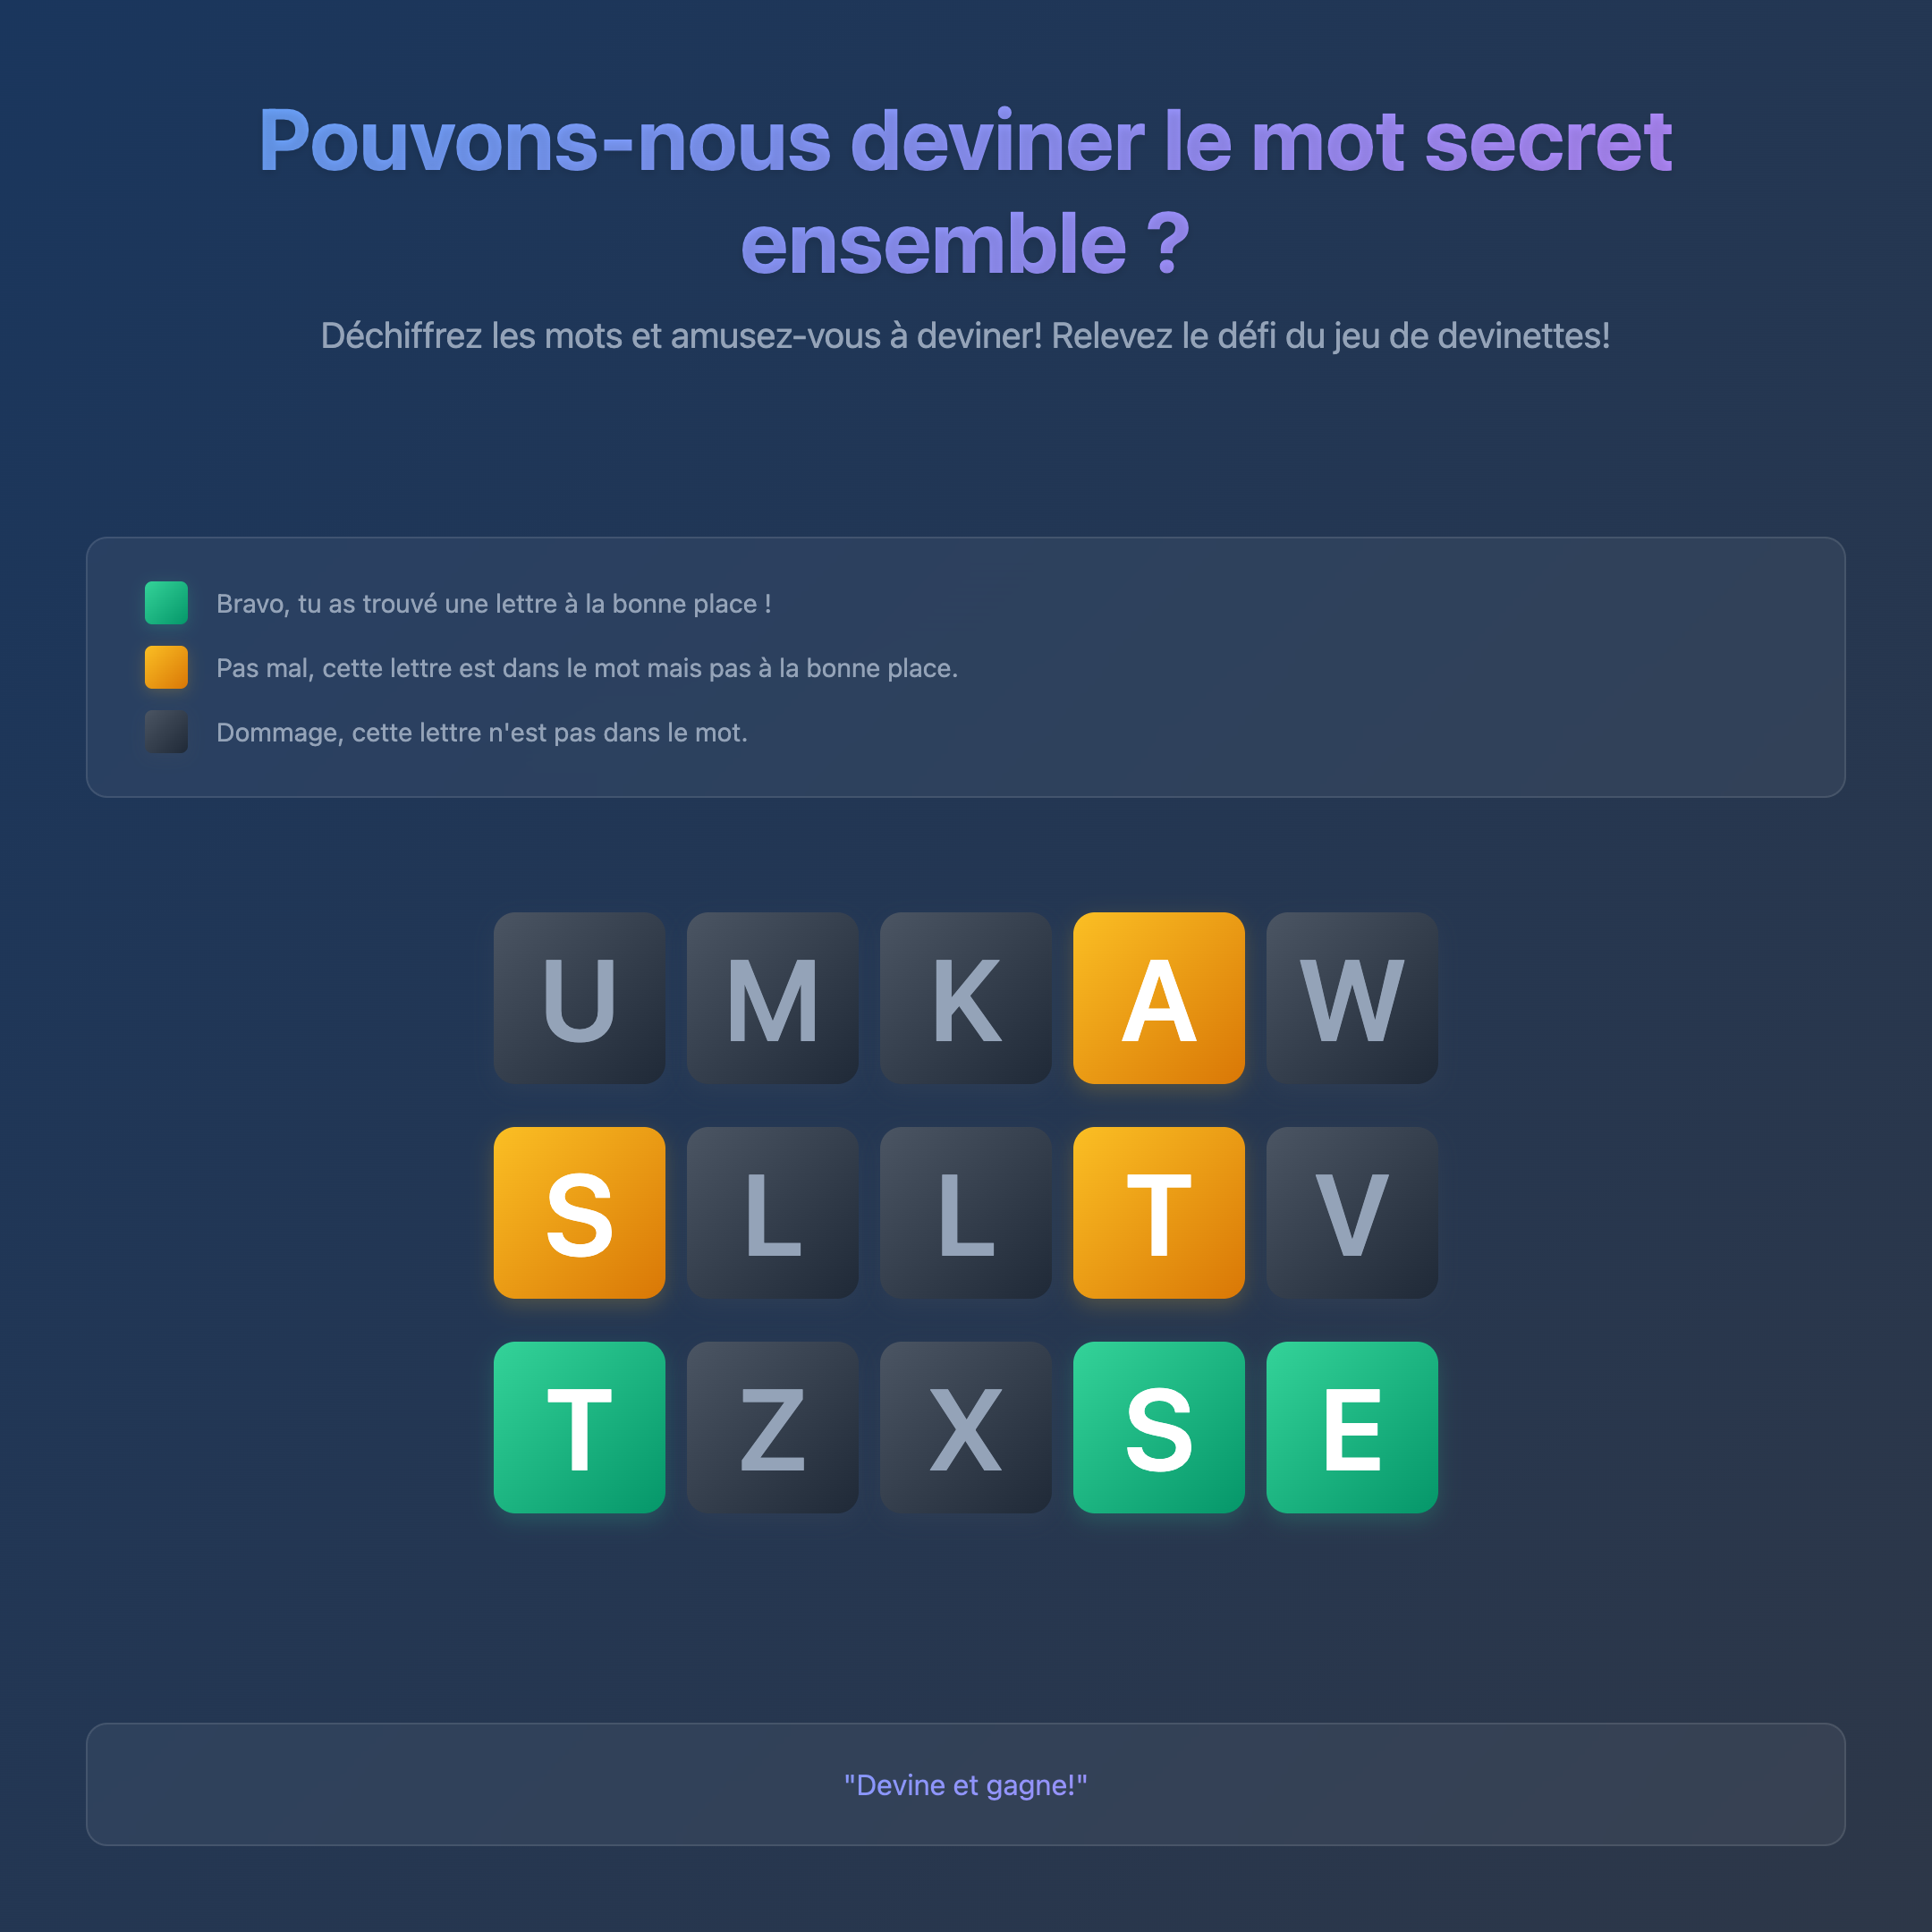 Pouvons-nous deviner le mot secret
ensemble ?
Déchiffrez les mots et amusez-vous à deviner! Relevez le défi du jeu de devinettes!
Bravo, tu as trouvé une lettre à la bonne place !
Pas mal, cette lettre est dans le mot mais pas à la bonne place.
Dommage, cette lettre n'est pas dans le mot.
U M K A W
S L L T V
T Z X S E
"Devine et gagne!"